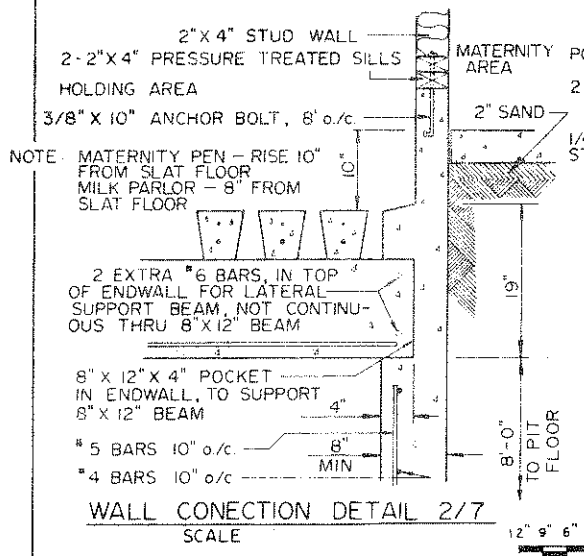 2"X 4" STUD WALL
2-2"X 4" PRESSURE TREATED SILLS
MATERNITY
AREA
HOLDING AREA
2
3/8" X 10" ANCHOR BOLT, 8' o/c.
2" SAND
NOTE MATERNITY PEN - RISE 10"
FROM SLAT FLOOR
MILK PARLOR - 8" FROM
SLAT FLOOR
10"
2 EXTRA #6 BARS, IN TOP
OF ENDWALL FOR LATERAL
SUPPORT BEAM, NOT CONTINU-
OUS THRU 8"X 12" BEAM
19"
8" X 12" X 4" POCKET
IN ENDWALL, TO SUPPORT
8" X 12" BEAM
4"
#5 BARS 10" o/c.
#4 BARS 10" o/c
8"
MIN
8'-0"
TO PIT
FLOOR
WALL CONECTION DETAIL 2/7
SCALE
12" 9" 6"